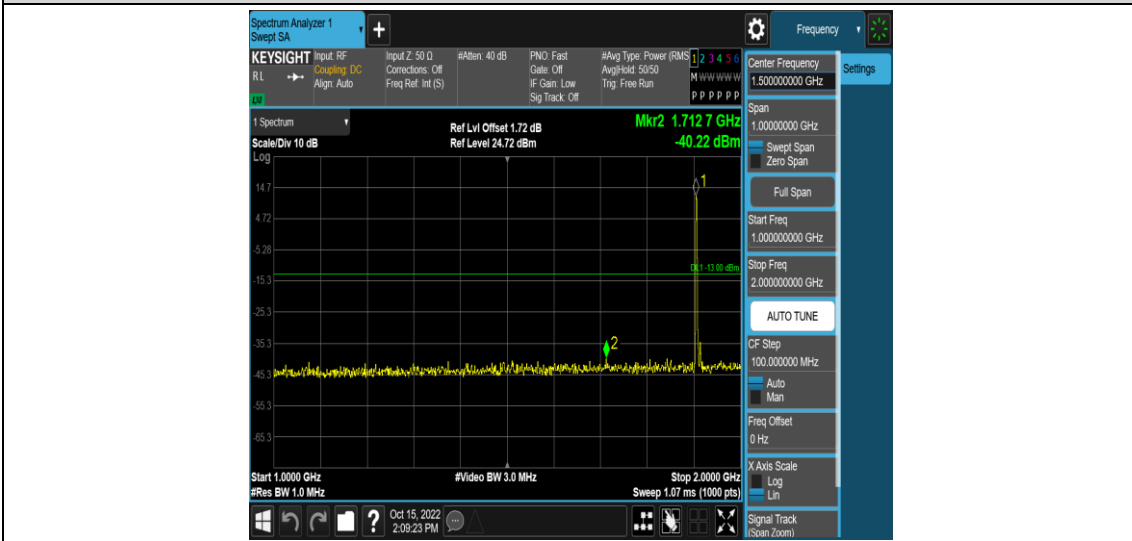 Spectrum Analyzer 1
Swept SA
+
Frequency
KEYSIGHT
RL
LXI
Input: RF
Coupling: DC
Align: Auto
Input Z: 50 Ω
Corrections: Off
Freq Ref: Int (S)
#Atten: 40 dB
PNO: Fast
Gate: Off
IF Gain: Low
Sig Track: Off
#Avg Type: Power (RMS
Avg|Hold: 50/50
Trig: Free Run
1 2 3 4 5 6
M W W W W W
P P P P P P
1 Spectrum
Scale/Div 10 dB
Log
Ref Lvl Offset 1.72 dB
Ref Level 24.72 dBm
Mkr2 1.712 7 GHz
-40.22 dBm
1
14.7
4.72
-5.28
DL1 -13.00 dBm
-15.3
-25.3
-35.3
2
-45.3
-55.3
-65.3
Start 1.0000 GHz
#Video BW 3.0 MHz
Stop 2.0000 GHz
#Res BW 1.0 MHz
Sweep 1.07 ms (1000 pts)
?
Oct 15, 2022
2:09:23 PM
Center Frequency
1.500000000 GHz
Settings
Span
1.00000000 GHz
Swept Span
Zero Span
Full Span
Start Freq
1.000000000 GHz
Stop Freq
2.000000000 GHz
AUTO TUNE
CF Step
100.000000 MHz
Auto
Man
Freq Offset
0 Hz
X Axis Scale
Log
Lin
Signal Track
(Span Zoom)